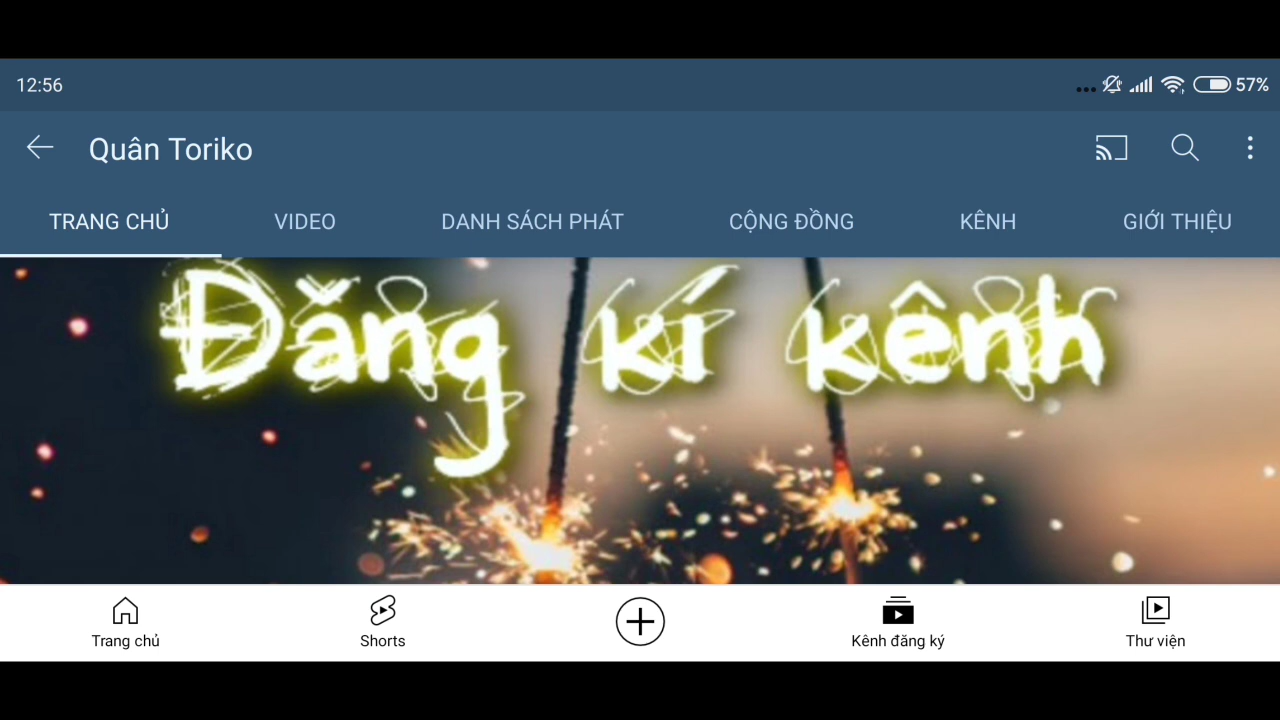 12:56
57%
Quân Toriko
TRANG CHỦ VIDEO DANH SÁCH PHÁT CỘNG ĐỒNG KÊNH GIỚI THIỆU
Đăng kí kênh
Trang chủ Shorts Kênh đăng ký Thư viện